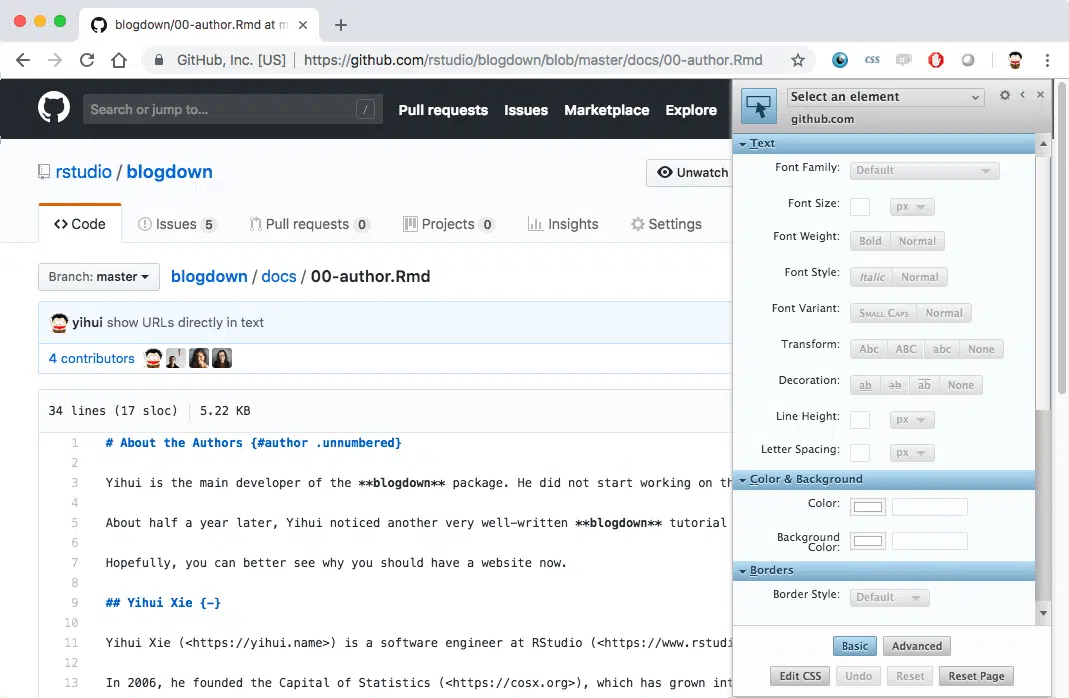 blogdown/00-author.Rmd at m
GitHub, Inc. [US] | https://github.com/rstudio/blogdown/blob/master/docs/00-author.Rmd
CSS
Search or jump to... /
Pull requests Issues Marketplace Explore
rstudio / blogdown
Unwatch
Code
Issues 5
Pull requests 0
Projects 0
Insights
Settings
Branch: master
blogdown / docs / 00-author.Rmd
yihui show URLs directly in text
4 contributors
34 lines (17 sloc) 5.22 KB
1 # About the Authors {#author .unnumbered}
2
3 Yihui is the main developer of the **blogdown** package. He did not start working on th
4
5 About half a year later, Yihui noticed another very well-written **blogdown** tutorial
6
7 Hopefully, you can better see why you should have a website now.
8
9 ## Yihui Xie {-}
10
11 Yihui Xie (<https://yihui.name>) is a software engineer at RStudio (<https://www.rstudi
12
13 In 2006, he founded the Capital of Statistics (<https://cosx.org>), which has grown int
Select an element
github.com
Text
Font Family: Default
Font Size: px
Font Weight: Bold Normal
Font Style: Italic Normal
Font Variant: Small Caps Normal
Transform: Abc ABC abc None
Decoration: ab ab ab None
Line Height: px
Letter Spacing: px
Color & Background
Color:
Background
Color:
Borders
Border Style: Default
Basic Advanced
Edit CSS Undo Reset Reset Page